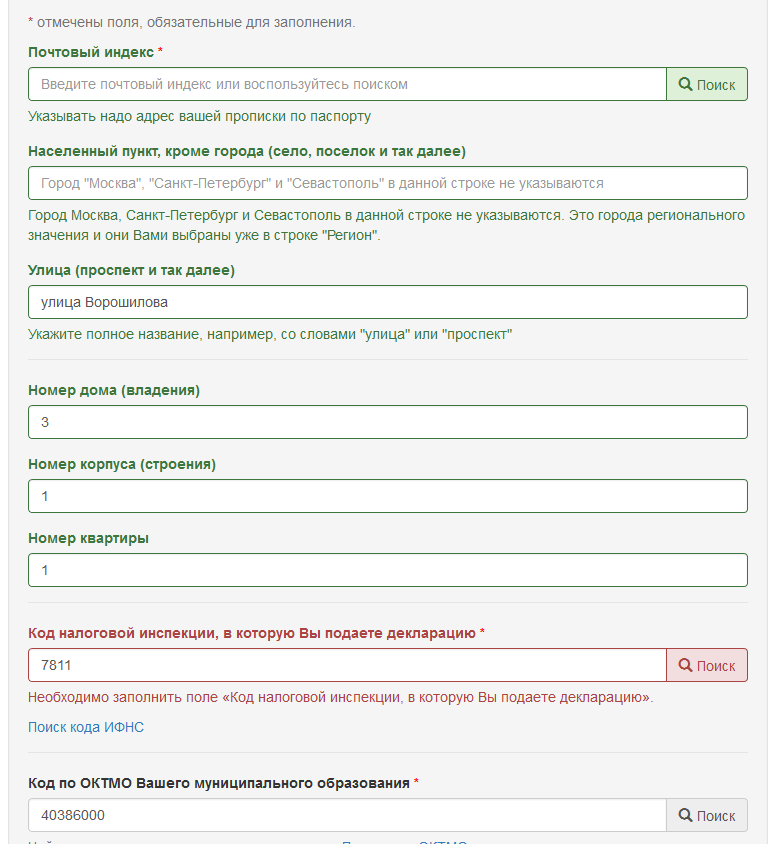 * отмечены поля, обязательные для заполнения.
Почтовый индекс *
Введите почтовый индекс или воспользуйтесь поиском
Поиск
Указывать надо адрес вашей прописки по паспорту
Населенный пункт, кроме города (село, поселок и так далее)
Город "Москва", "Санкт-Петербург" и "Севастополь" в данной строке не указываются
Город Москва, Санкт-Петербург и Севастополь в данной строке не указываются. Это города регионального
значения и они Вами выбраны уже в строке "Регион".
Улица (проспект и так далее)
улица Ворошилова
Укажите полное название, например, со словами "улица" или "проспект"
Номер дома (владения)
3
Номер корпуса (строения)
1
Номер квартиры
1
Код налоговой инспекции, в которую Вы подаете декларацию *
7811
Поиск
Необходимо заполнить поле «Код налоговой инспекции, в которую Вы подаете декларацию».
Поиск кода ИФНС
Код по ОКТМО Вашего муниципального образования *
40386000
Поиск